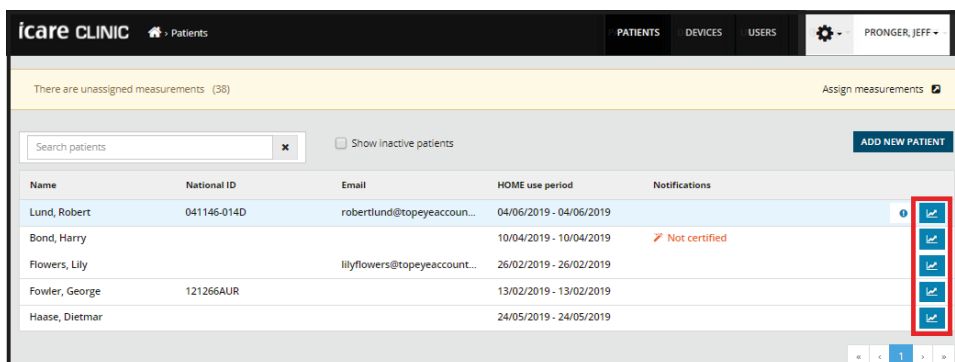 icare CLINIC › Patients PATIENTS DEVICES USERS PRONGER, JEFF
There are unassigned measurements (38) Assign measurements
Search patients Show inactive patients ADD NEW PATIENT
Name National ID Email HOME use period Notifications
Lund, Robert 041146-014D robertlund@topeyeaccoun... 04/06/2019 - 04/06/2019
Bond, Harry 10/04/2019 - 10/04/2019 Not certified
Flowers, Lily lilyflowers@topeyeaccount... 26/02/2019 - 26/02/2019
Fowler, George 121266AUR 13/02/2019 - 13/02/2019
Haase, Dietmar 24/05/2019 - 24/05/2019
« ‹ 1 › »